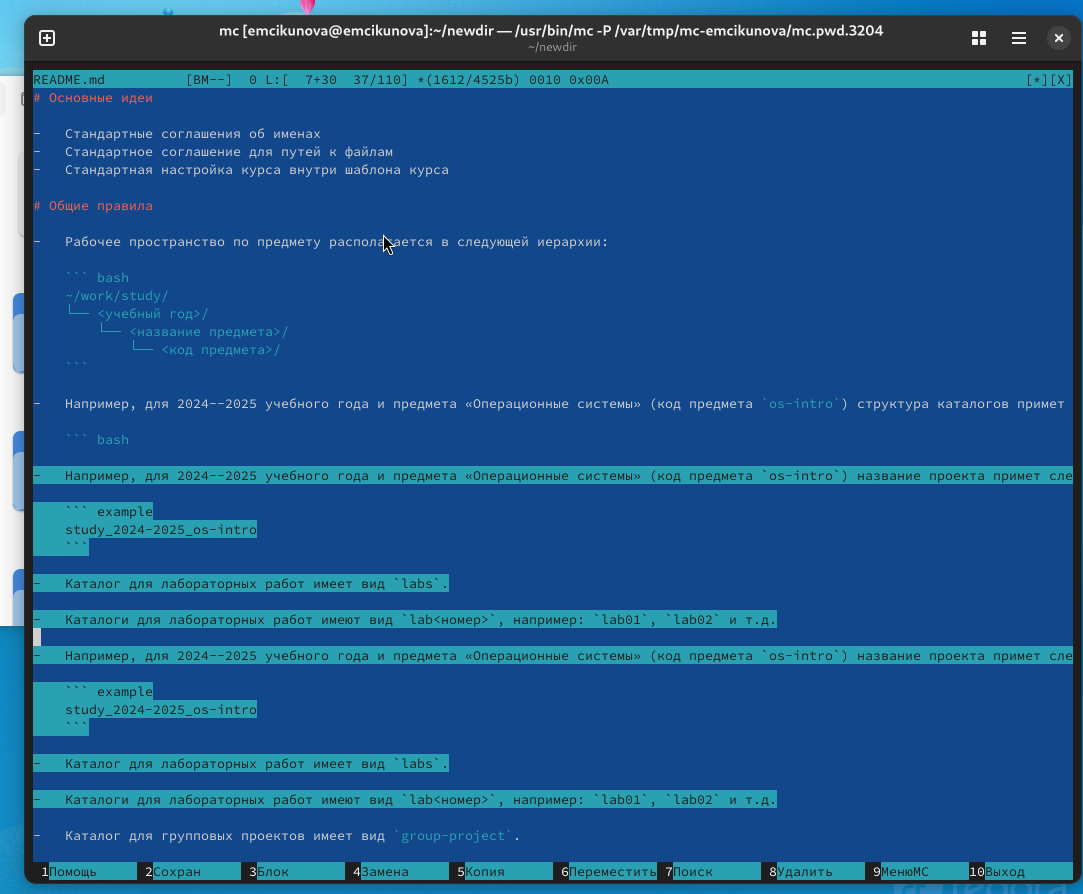 mc [emcikunova@emcikunova]:~/newdir — /usr/bin/mc -P /var/tmp/mc-emcikunova/mc.pwd.3204
~/newdir
README.md [BM--] 0 L:[ 7+30 37/110] *(1612/4525b) 0010 0x00A [*][X]
# Основные идеи
- Стандартные соглашения об именах
- Стандартное соглашение для путей к файлам
- Стандартная настройка курса внутри шаблона курса
# Общие правила
- Рабочее пространство по предмету располагается в следующей иерархии:
``` bash
~/work/study/
└── <учебный год>/
└── <название предмета>/
└── <код предмета>/
```
- Например, для 2024--2025 учебного года и предмета «Операционные системы» (код предмета `os-intro`) структура каталогов примет
``` bash
- Например, для 2024--2025 учебного года и предмета «Операционные системы» (код предмета `os-intro`) название проекта примет сле
``` example
study_2024-2025_os-intro
```
- Каталог для лабораторных работ имеет вид `labs`.
- Каталоги для лабораторных работ имеют вид `lab<номер>`, например: `lab01`, `lab02` и т.д.
- Например, для 2024--2025 учебного года и предмета «Операционные системы» (код предмета `os-intro`) название проекта примет сле
``` example
study_2024-2025_os-intro
```
- Каталог для лабораторных работ имеет вид `labs`.
- Каталоги для лабораторных работ имеют вид `lab<номер>`, например: `lab01`, `lab02` и т.д.
- Каталог для групповых проектов имеет вид `group-project`.
1Помощь 2Сохран 3Блок 4Замена 5Копия 6Переместить 7Поиск 8Удалить 9МенюMC 10Выход